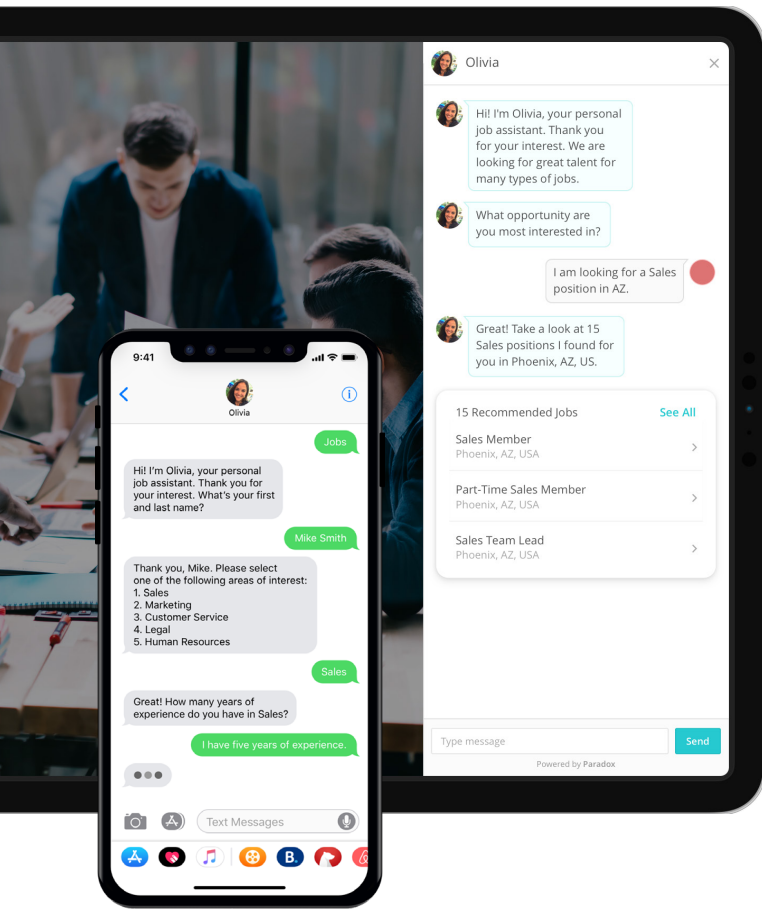 Olivia
Hi! I'm Olivia, your personal
job assistant. Thank you
for your interest. We are
looking for great talent for
many types of jobs.
What opportunity are
you most interested in?
I am looking for a Sales
position in AZ.
Great! Take a look at 15
Sales positions I found for
you in Phoenix, AZ, US.
15 Recommended Jobs
See All
Sales Member
Phoenix, AZ, USA
Part-Time Sales Member
Phoenix, AZ, USA
Sales Team Lead
Phoenix, AZ, USA
Type message
Send
Powered by Paradox
9:41
Olivia
Jobs
Hi! I'm Olivia, your personal
job assistant. Thank you for
your interest. What's your first
and last name?
Mike Smith
Thank you, Mike. Please select
one of the following areas of interest:
1. Sales
2. Marketing
3. Customer Service
4. Legal
5. Human Resources
Sales
Great! How many years of
experience do you have in Sales?
I have five years of experience.
Text Messages
B.